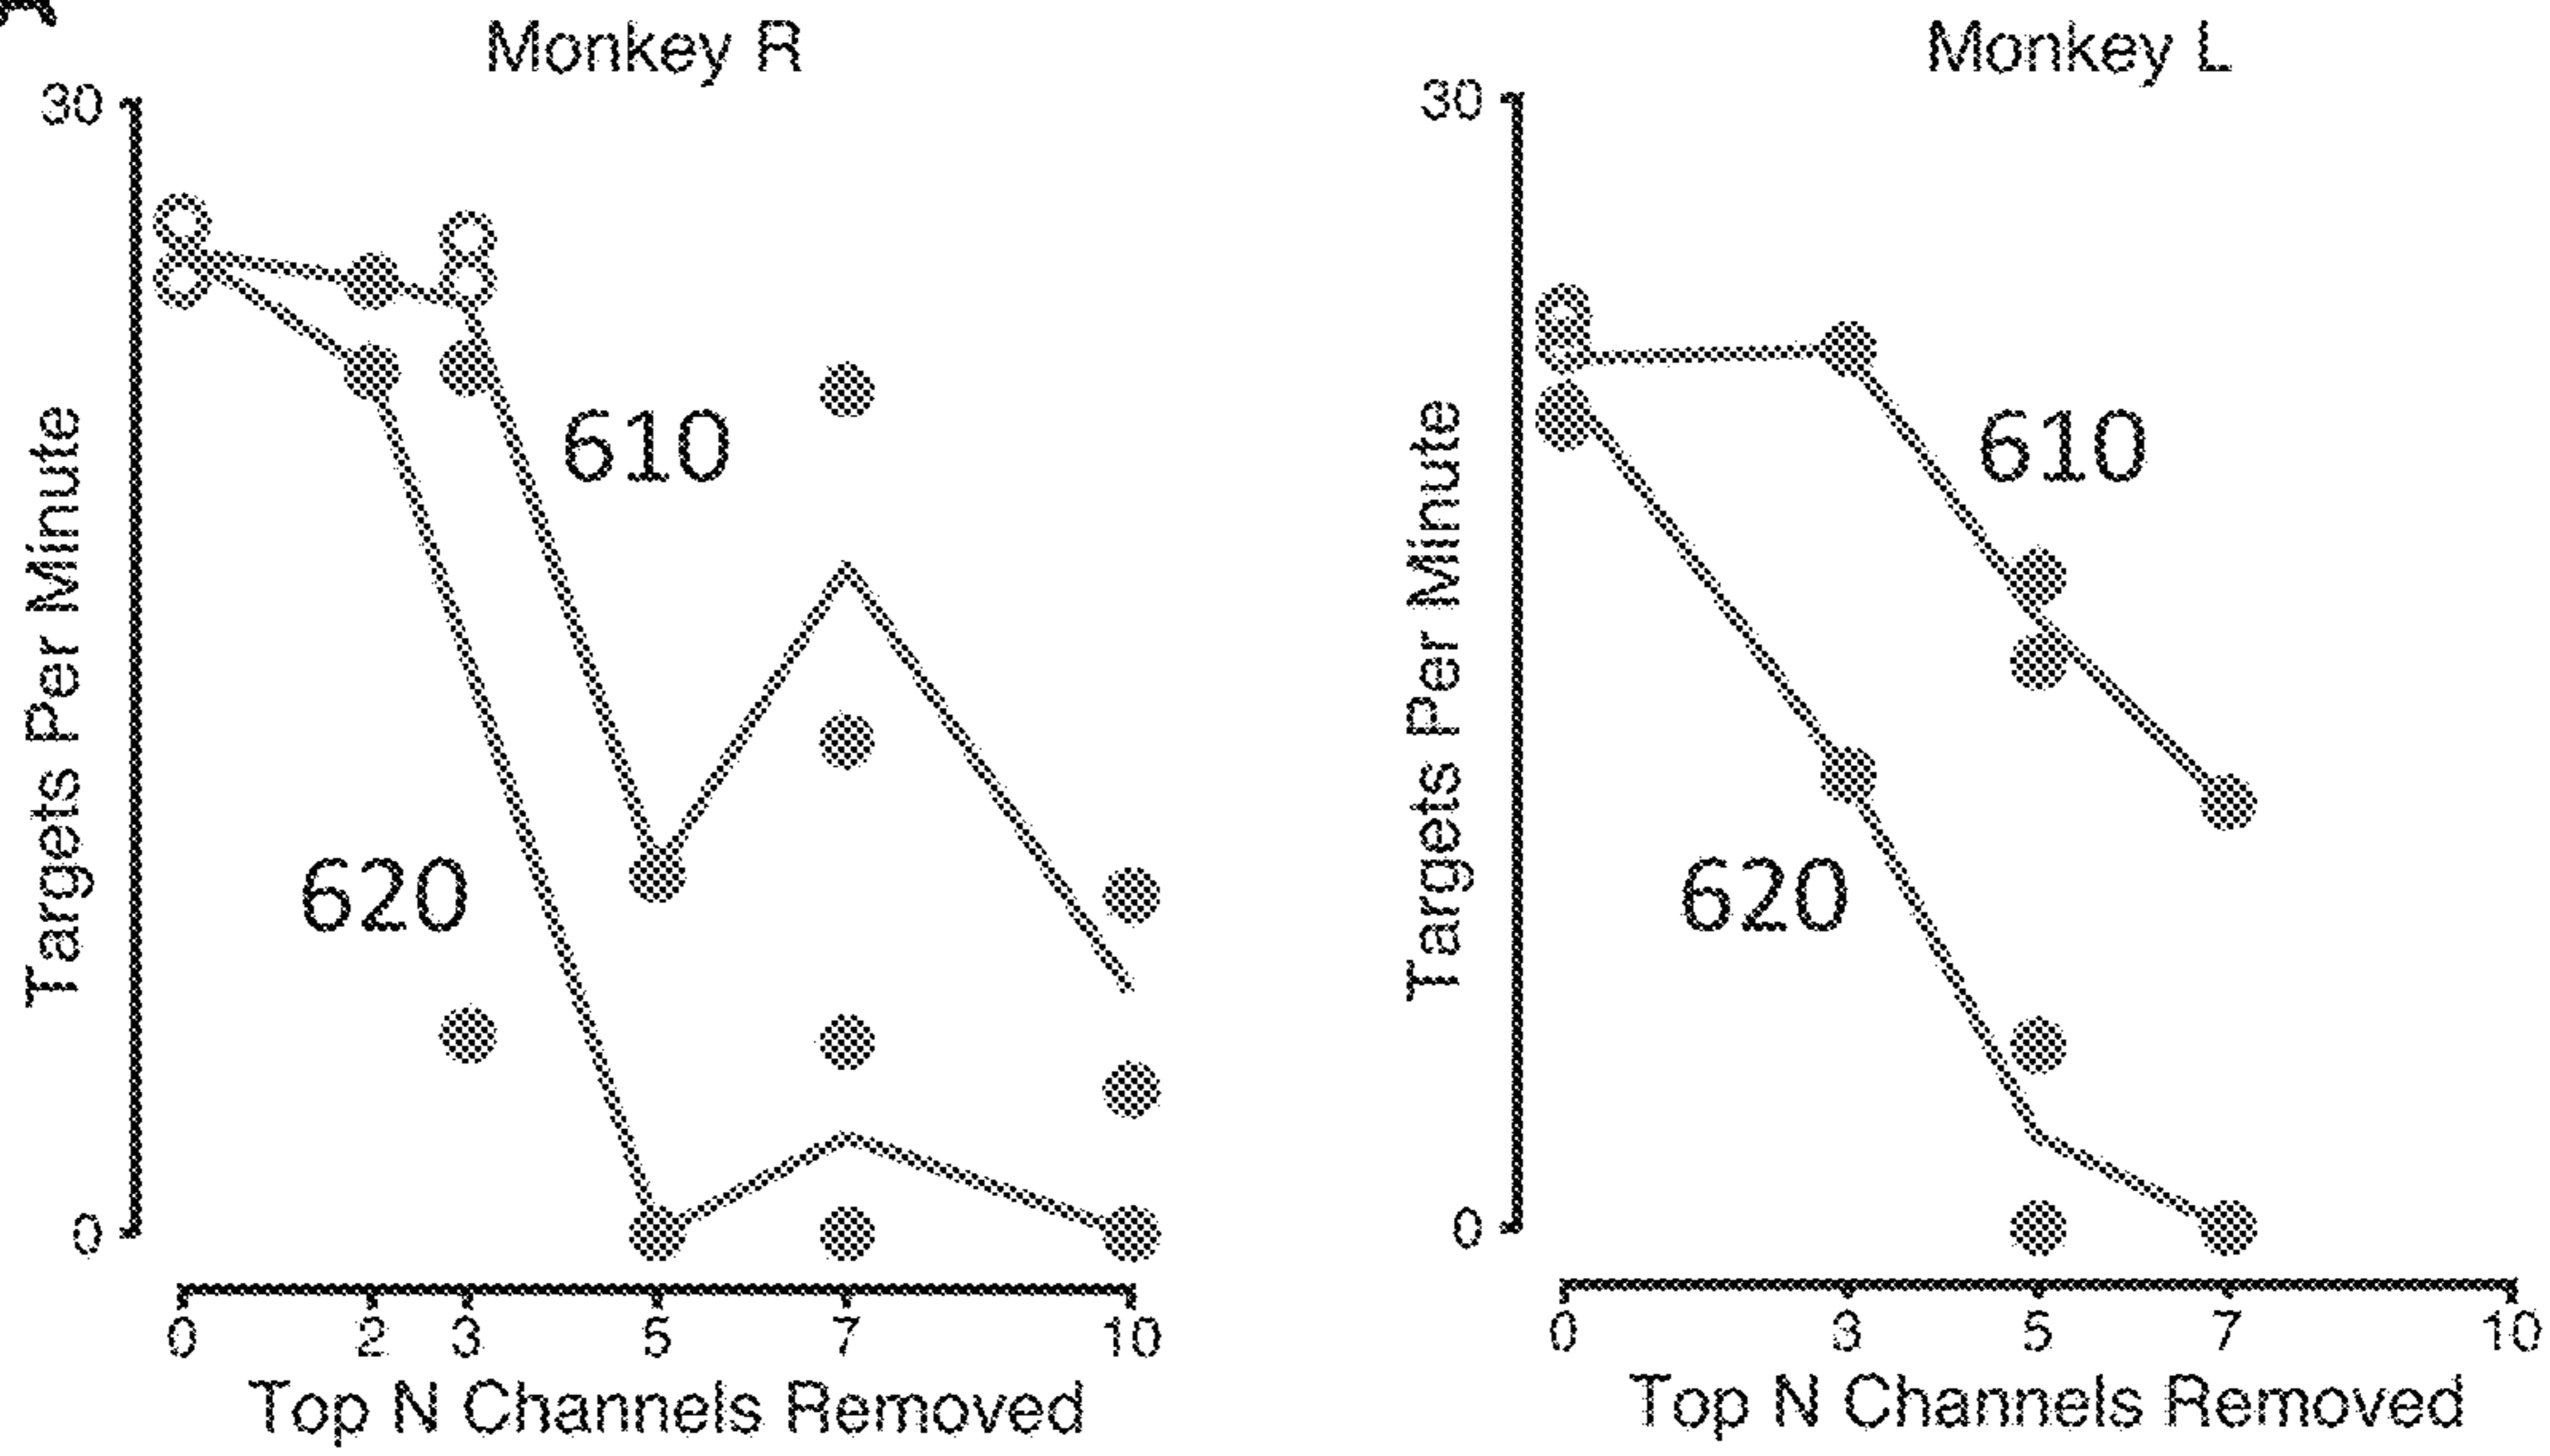 Monkey R
30
Targets Per Minute
610
620
0
0 2 3 5 7 10
Top N Channels Removed
Monkey L
30
Targets Per Minute
610
620
0
0 3 5 7 10
Top N Channels Removed